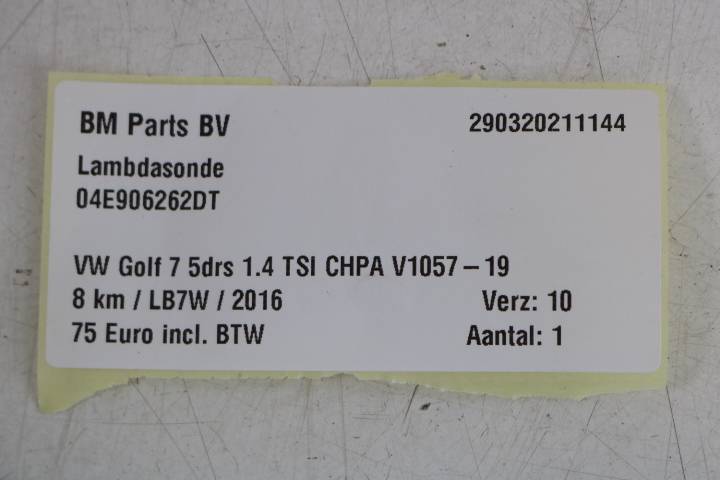 BM Parts BV 290320211144
Lambdasonde
04E906262DT
VW Golf 7 5drs 1.4 TSI CHPA V1057 – 19
8 km / LB7W / 2016 Verz: 10
75 Euro incl. BTW Aantal: 1